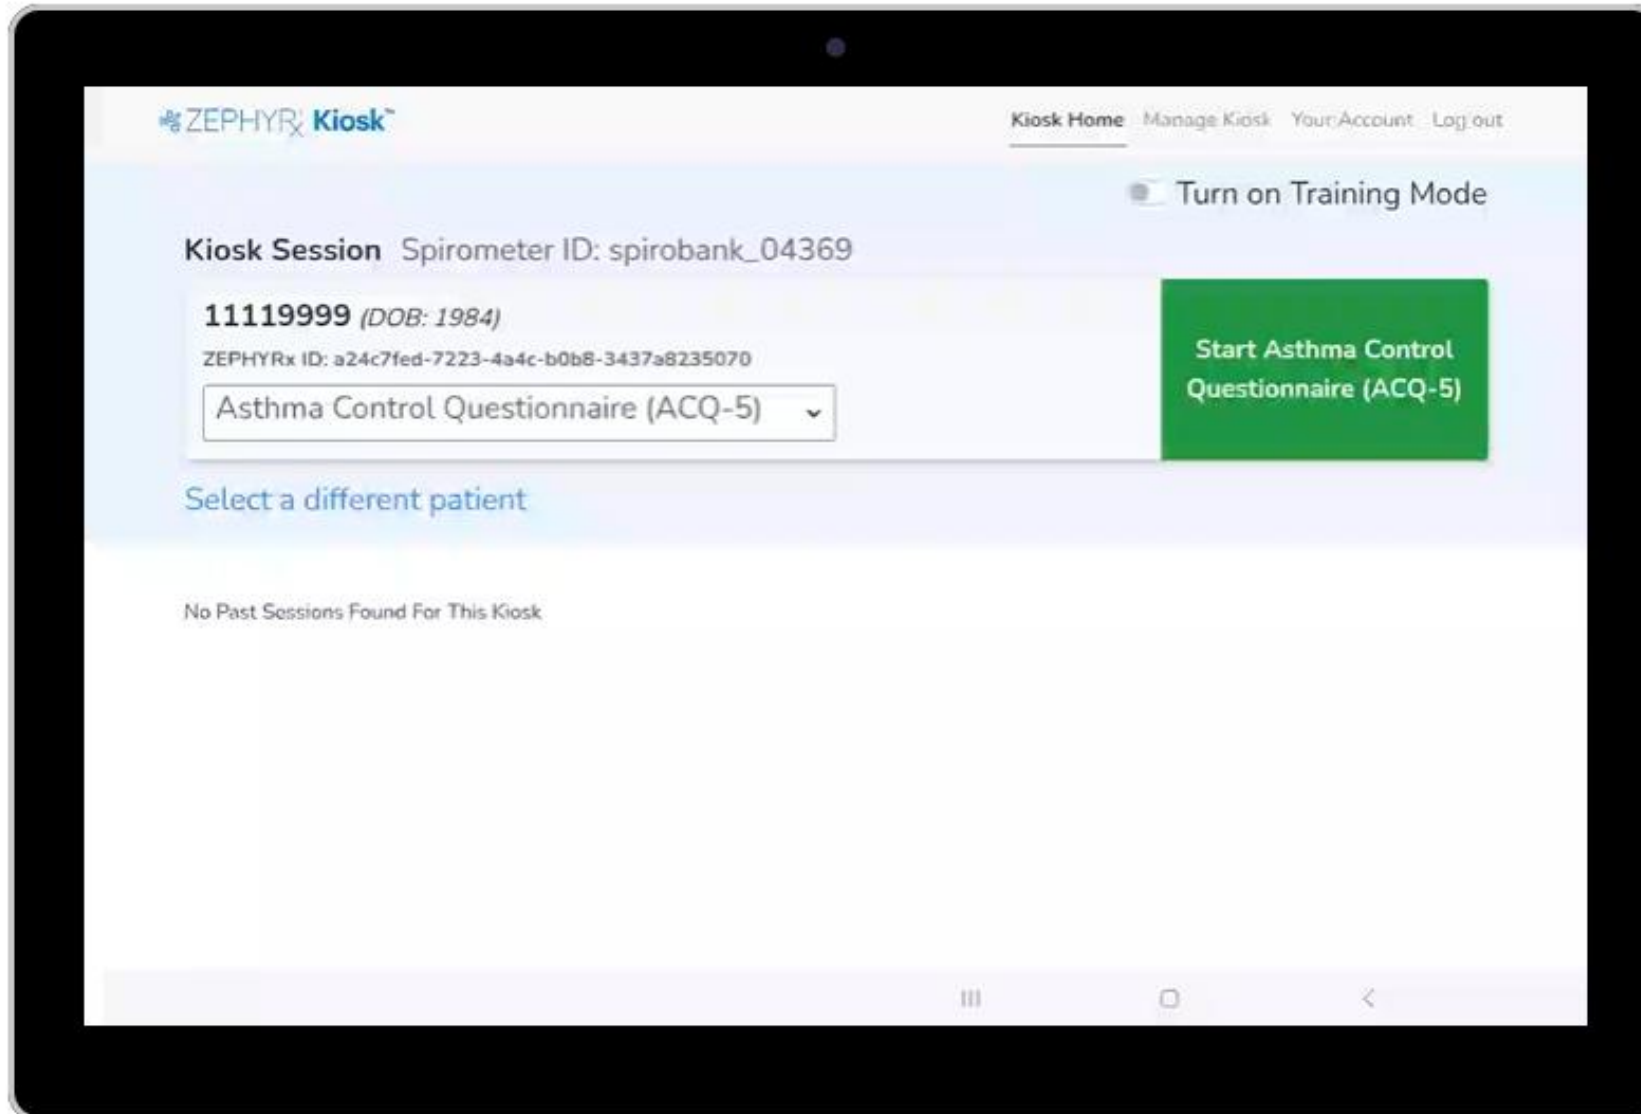 ZEPHYRx Kiosk™
Kiosk Home Manage Kiosk Your Account Log out
Turn on Training Mode
Kiosk Session Spirometer ID: spirobank_04369
11119999 (DOB: 1984)
ZEPHYRx ID: a24c7fed-7223-4a4c-b0b8-3437a8235070
Asthma Control Questionnaire (ACQ-5)
Start Asthma Control
Questionnaire (ACQ-5)
Select a different patient
No Past Sessions Found For This Kiosk